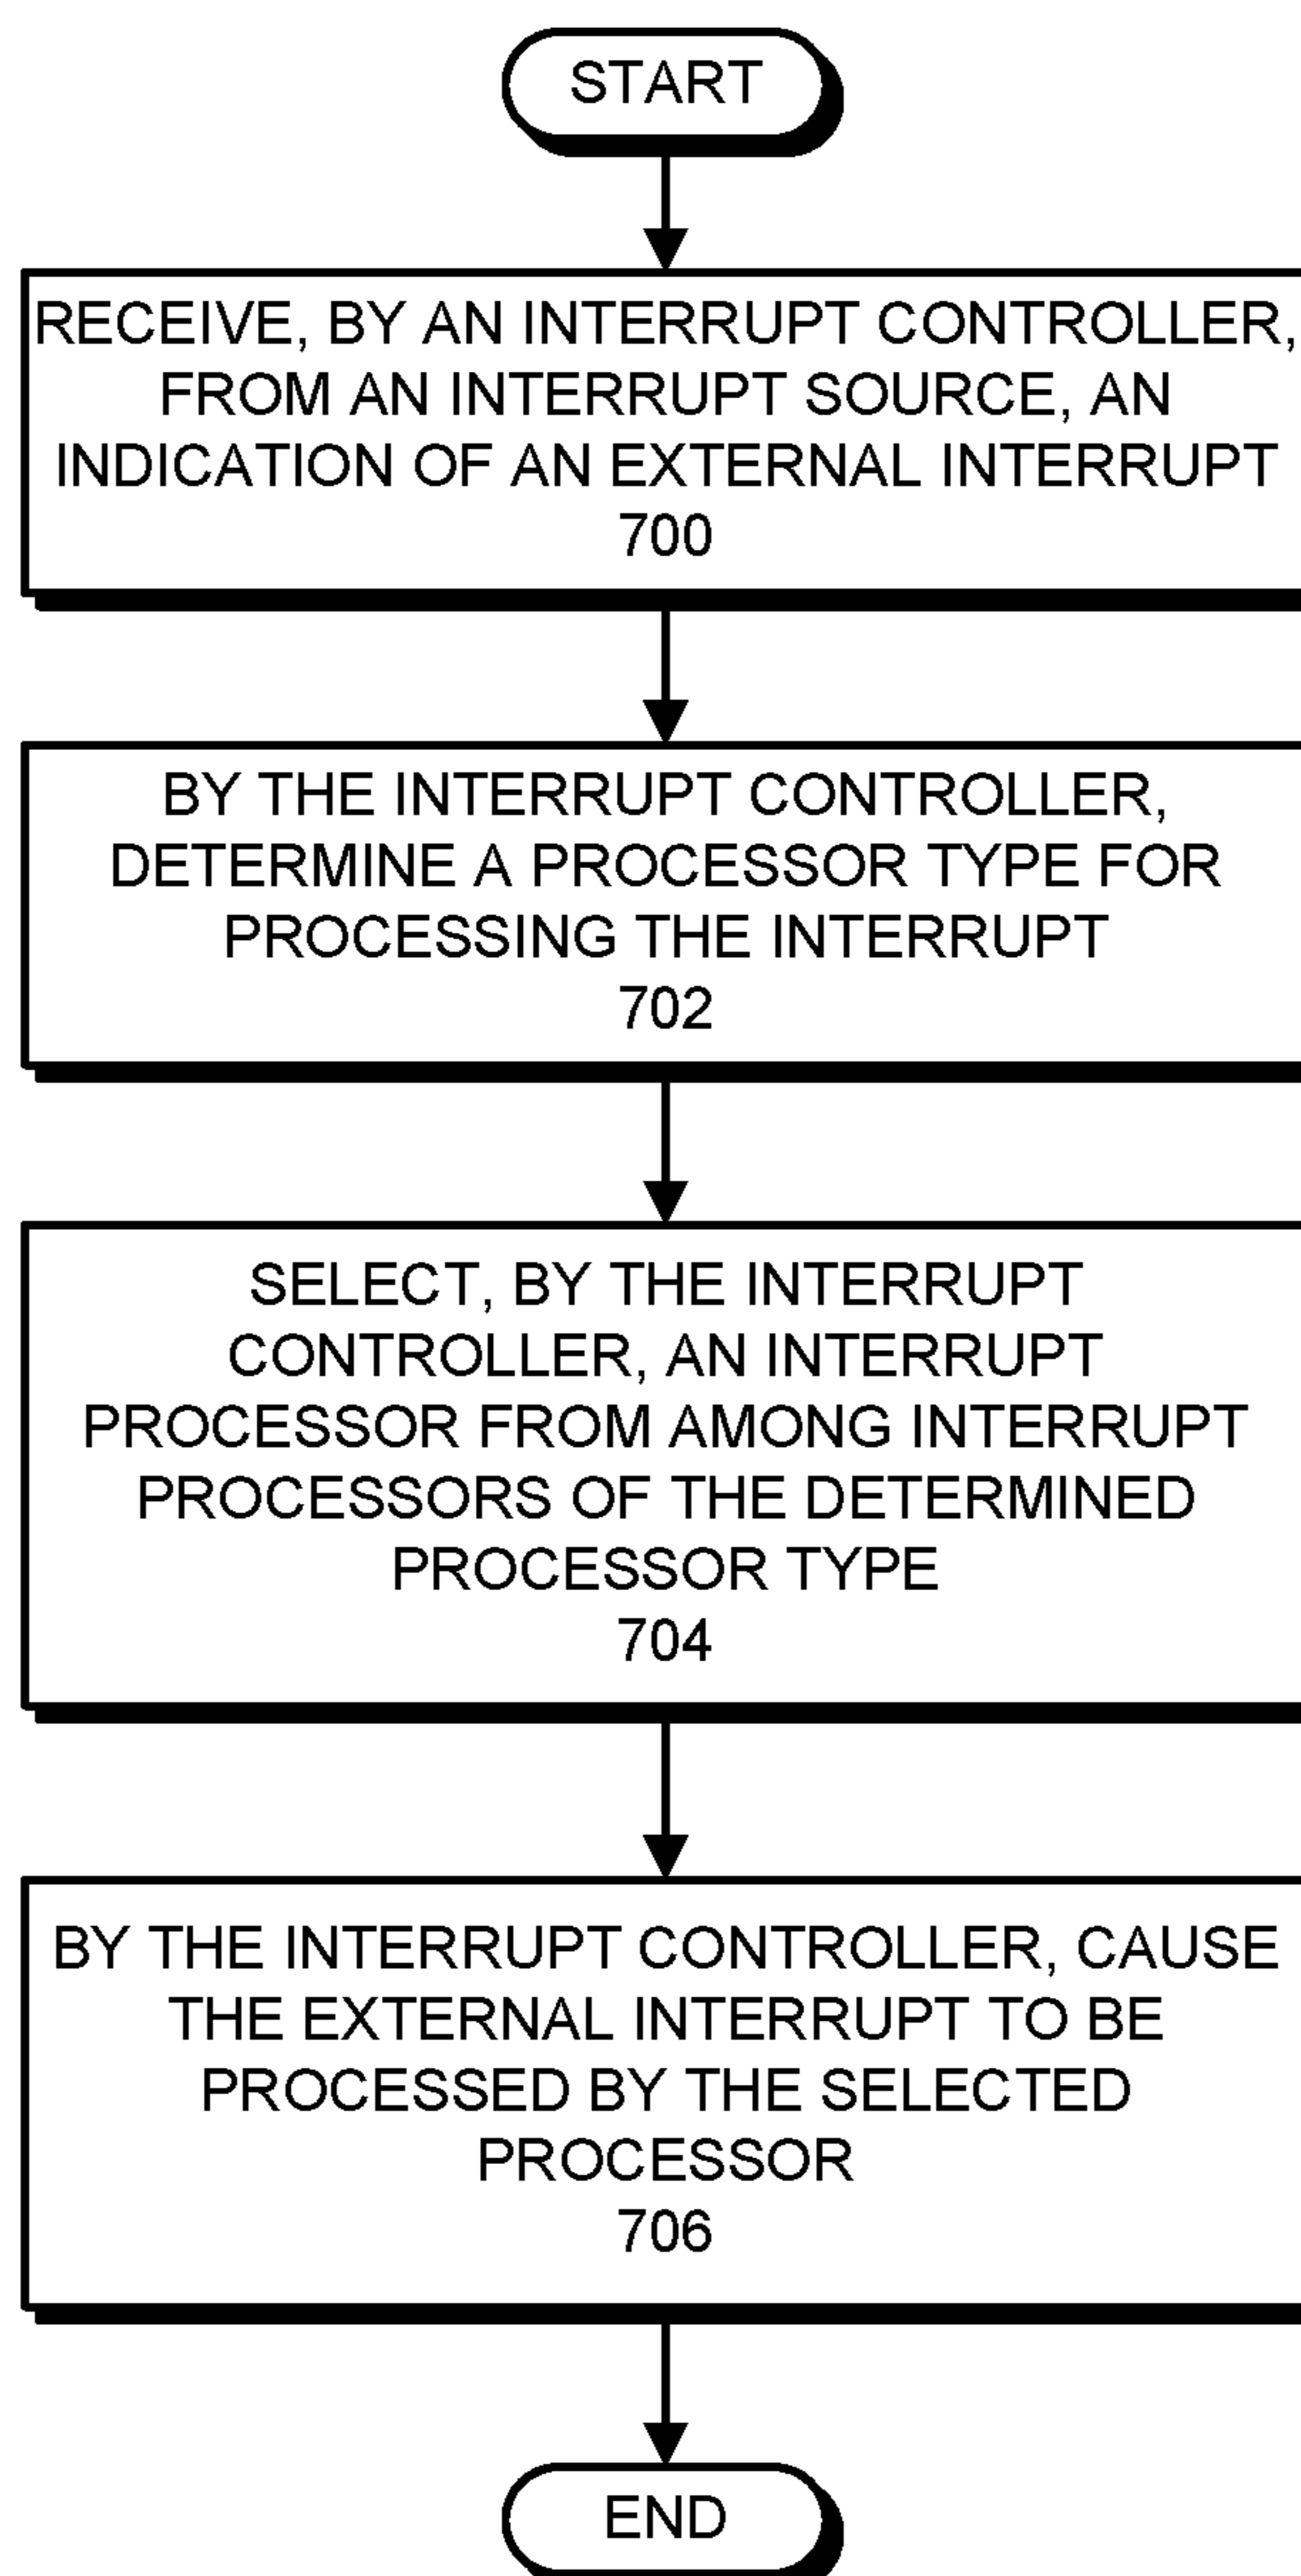 START
RECEIVE, BY AN INTERRUPT CONTROLLER,
FROM AN INTERRUPT SOURCE, AN
INDICATION OF AN EXTERNAL INTERRUPT
700
BY THE INTERRUPT CONTROLLER,
DETERMINE A PROCESSOR TYPE FOR
PROCESSING THE INTERRUPT
702
SELECT, BY THE INTERRUPT
CONTROLLER, AN INTERRUPT
PROCESSOR FROM AMONG INTERRUPT
PROCESSORS OF THE DETERMINED
PROCESSOR TYPE
704
BY THE INTERRUPT CONTROLLER, CAUSE
THE EXTERNAL INTERRUPT TO BE
PROCESSED BY THE SELECTED
PROCESSOR
706
END